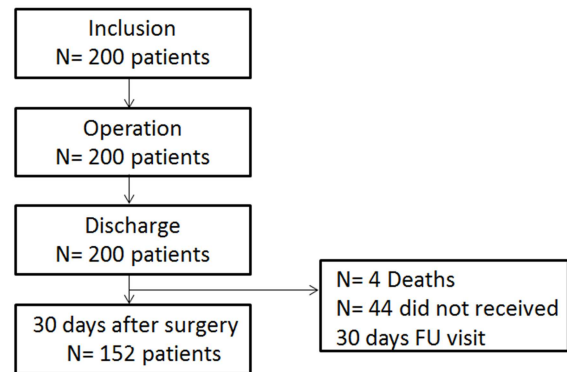 Inclusion
N= 200 patients
Operation
N= 200 patients
Discharge
N= 200 patients
N= 4 Deaths
N= 44 did not received
30 days FU visit
30 days after surgery
N= 152 patients